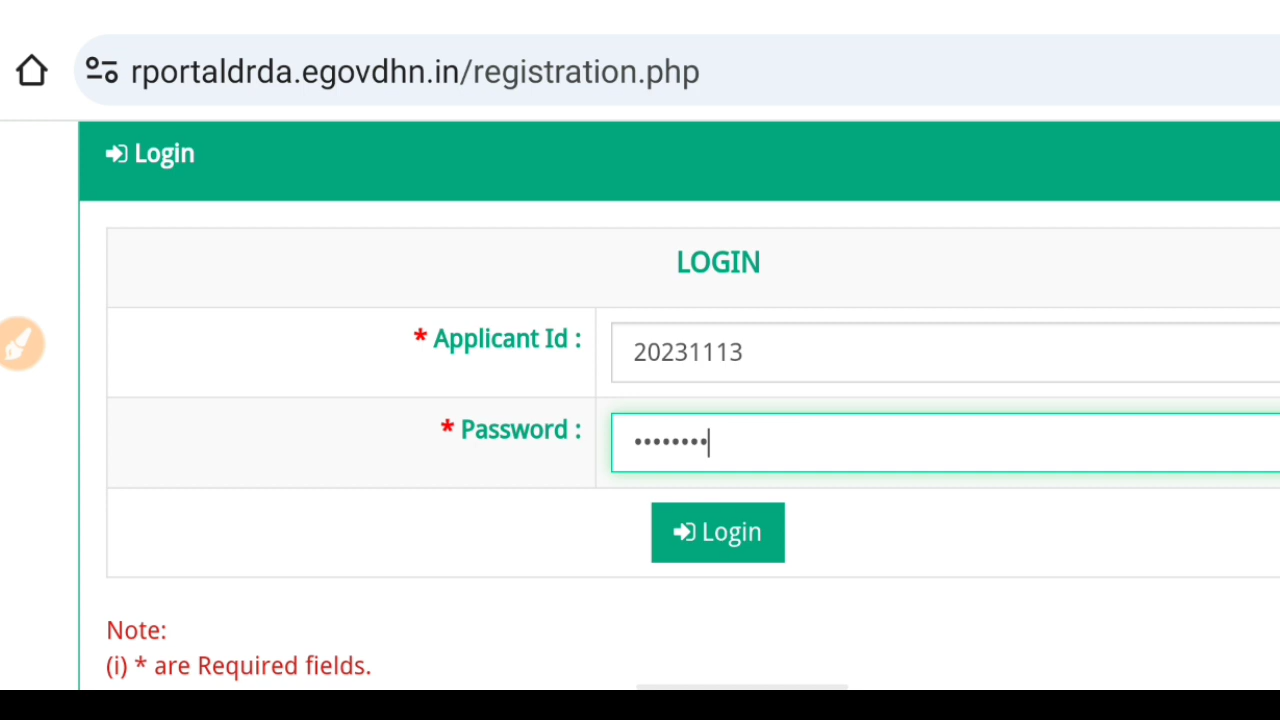 rportaldrda.egovdhn.in/registration.php
Login
LOGIN
* Applicant Id :
20231113
* Password :
••••••••
Login
Note:
(i) * are Required fields.